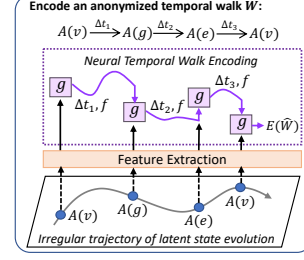 Encode an anonymized temporal walk W:
Δt₁ Δt₂ Δt₃
A(v) → A(g) → A(e) → A(v)
Neural Temporal Walk Encoding
g g g g
Δt₁, f Δt₂, f Δt₃, f
E(Ŵ)
Feature Extraction
A(v) A(g) A(e) A(v)
Irregular trajectory of latent state evolution